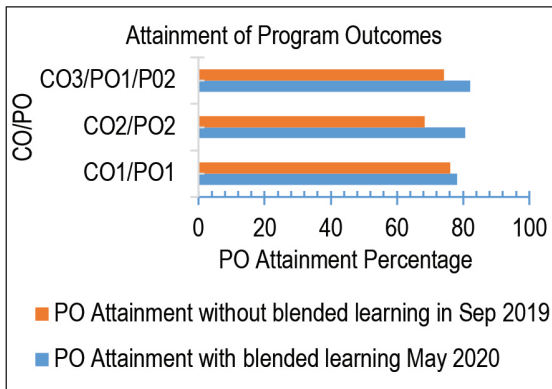 Attainment of Program Outcomes
CO/PO
CO3/PO1/P02
CO2/PO2
CO1/PO1
0 20 40 60 80 100
PO Attainment Percentage
PO Attainment without blended learning in Sep 2019
PO Attainment with blended learning May 2020